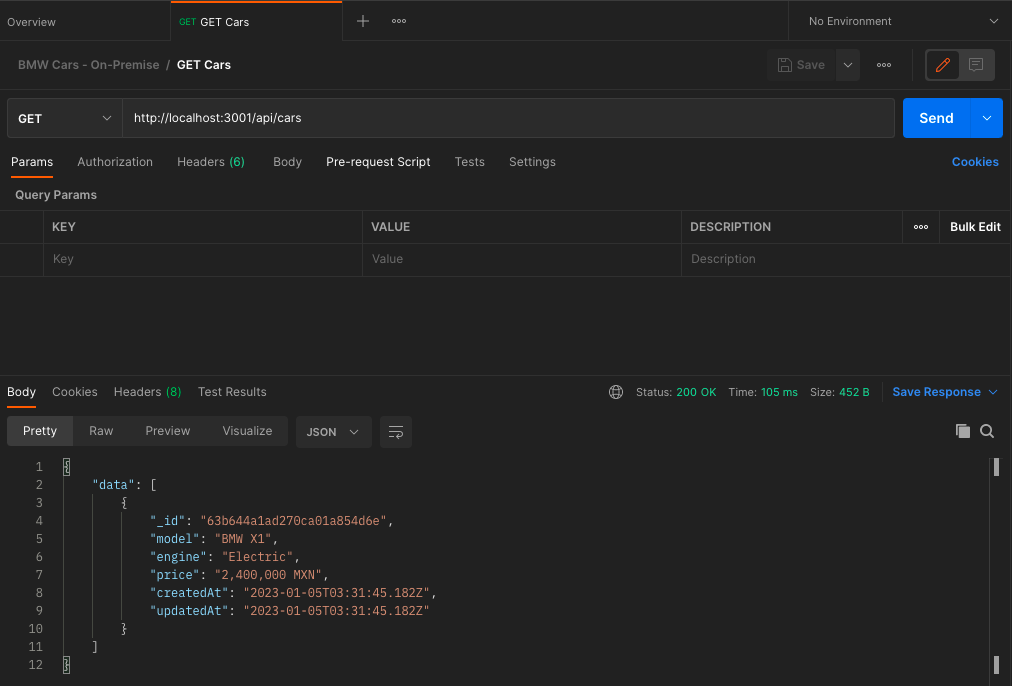 Overview
GET GET Cars
No Environment
BMW Cars - On-Premise / GET Cars
Save
GET
http://localhost:3001/api/cars
Send
Params Authorization Headers (6) Body Pre-request Script Tests Settings Cookies
Query Params
KEY VALUE DESCRIPTION Bulk Edit
Key Value Description
Body Cookies Headers (8) Test Results Status: 200 OK Time: 105 ms Size: 452 B Save Response
Pretty Raw Preview Visualize JSON
1 {
2 "data": [
3 {
4 "_id": "63b644a1ad270ca01a854d6e",
5 "model": "BMW X1",
6 "engine": "Electric",
7 "price": "2,400,000 MXN",
8 "createdAt": "2023-01-05T03:31:45.182Z",
9 "updatedAt": "2023-01-05T03:31:45.182Z"
10 }
11 ]
12 }